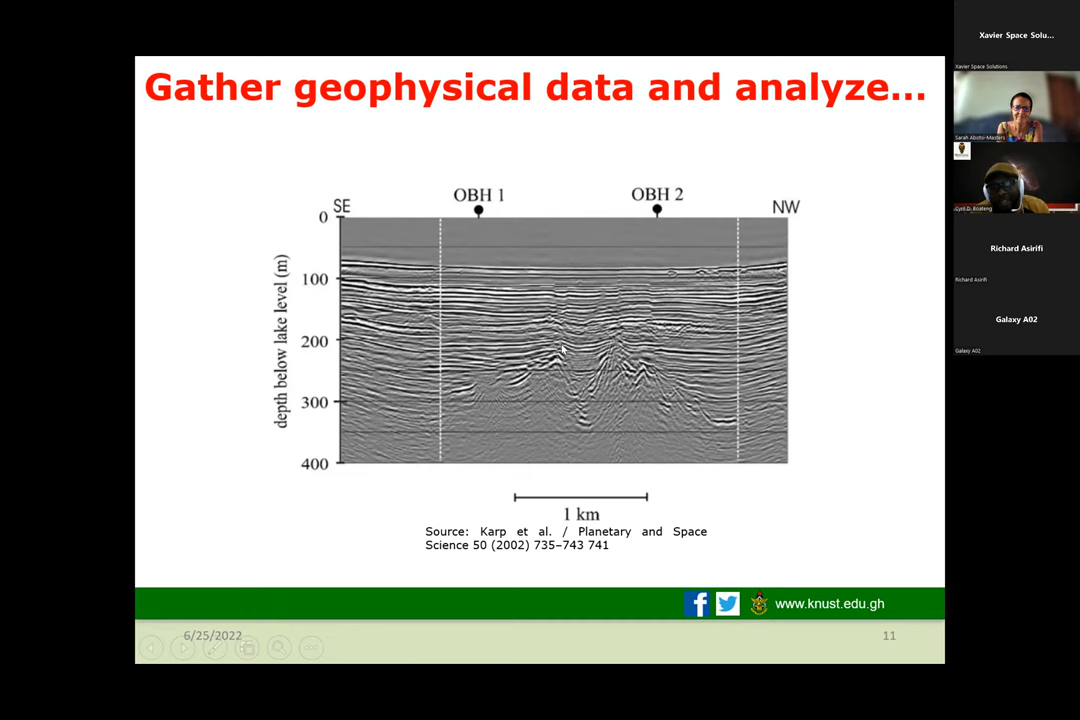 Gather geophysical data and analyze...
OBH 1
OBH 2
SE
NW
0
100
200
300
400
depth below lake level (m)
1 km
Source: Karp et al. / Planetary and Space
Science 50 (2002) 735–743 741
www.knust.edu.gh
6/25/2022
11
Xavier Space Solu...
Xavier Space Solutions
Sarah Abotsi-Masters
Cyril D. Boateng
Richard Asirifi
Richard Asirifi
Galaxy A02
Galaxy A02